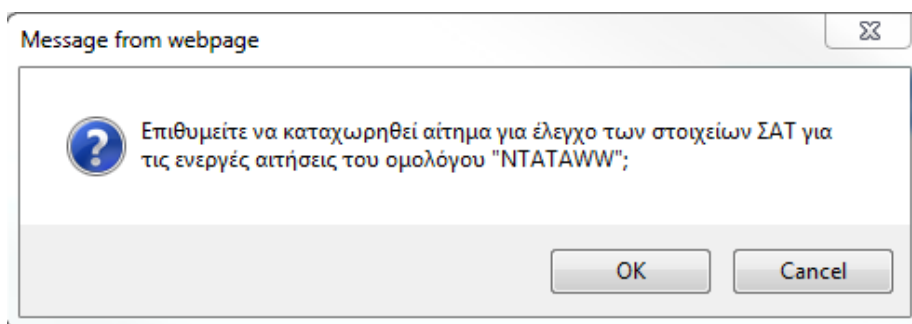 Message from webpage
Επιθυμείτε να καταχωρηθεί αίτημα για έλεγχο των στοιχείων ΣΑΤ για
τις ενεργές αιτήσεις του ομολόγου "NTATAWW";
OK
Cancel